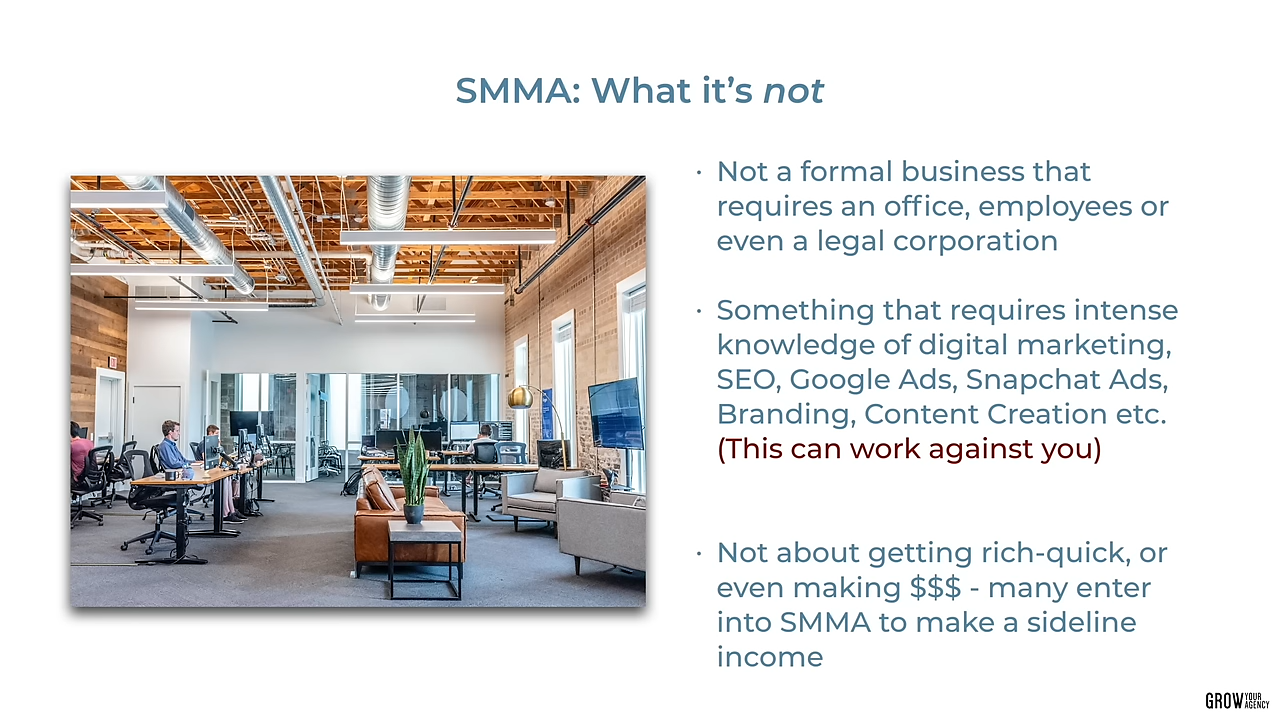 SMMA: What it’s not
· Not a formal business that
requires an office, employees or
even a legal corporation
· Something that requires intense
knowledge of digital marketing,
SEO, Google Ads, Snapchat Ads,
Branding, Content Creation etc.
(This can work against you)
· Not about getting rich-quick, or
even making $$$ - many enter
into SMMA to make a sideline
income
GROW YOUR AGENCY